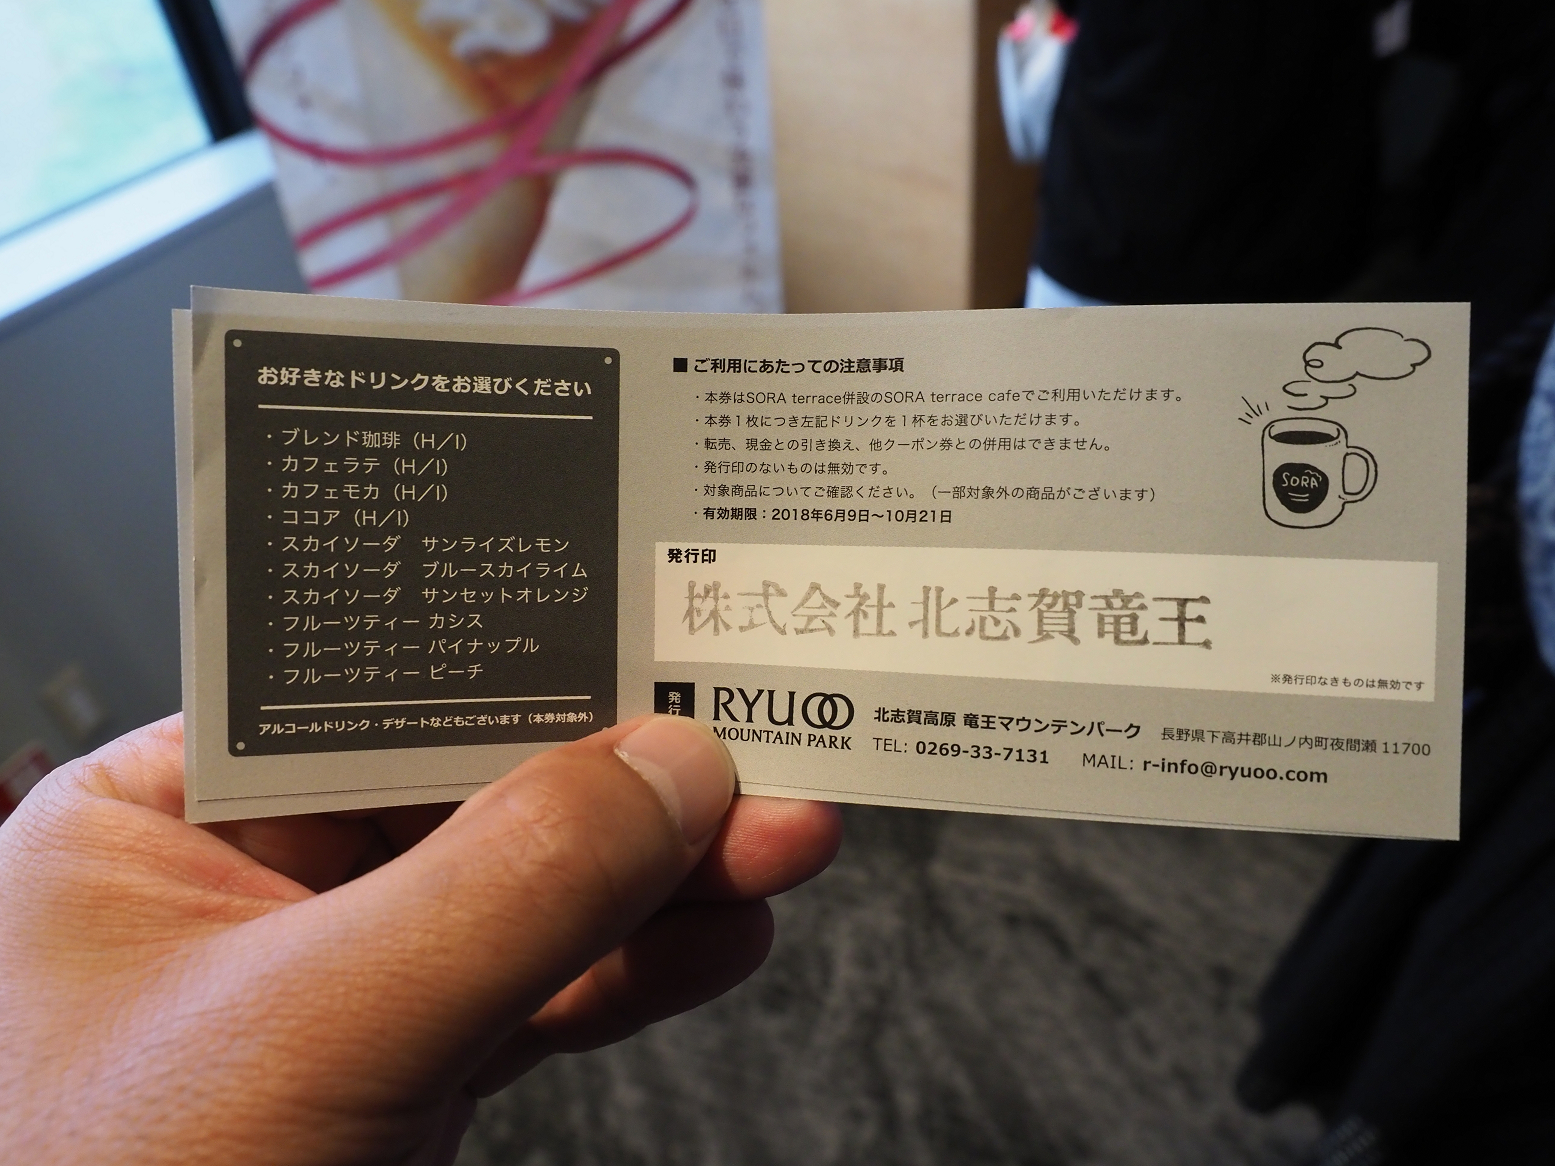 お好きなドリンクをお選びください
・ブレンド珈琲（H／I）
・カフェラテ（H／I）
・カフェモカ（H／I）
・ココア（H／I）
・スカイソーダ　サンライズレモン
・スカイソーダ　ブルースカイライム
・スカイソーダ　サンセットオレンジ
・フルーツティー カシス
・フルーツティー パイナップル
・フルーツティー ピーチ
アルコールドリンク・デザートなどもございます（本券対象外）
■ ご利用にあたっての注意事項
・本券はSORA terrace併設のSORA terrace cafeでご利用いただけます。
・本券１枚につき左記ドリンクを１杯をお選びいただけます。
・転売、現金との引き換え、他クーポン券との併用はできません。
・発行印のないものは無効です。
・対象商品についてご確認ください。（一部対象外の商品がございます）
・有効期限：2018年6月9日〜10月21日
SORA
発行印
株式会社 北志賀竜王
※発行印なきものは無効です
発行
RYUOO
MOUNTAIN PARK
北志賀高原 竜王マウンテンパーク 長野県下高井郡山ノ内町夜間瀬 11700
TEL: 0269-33-7131 MAIL: r-info@ryuoo.com